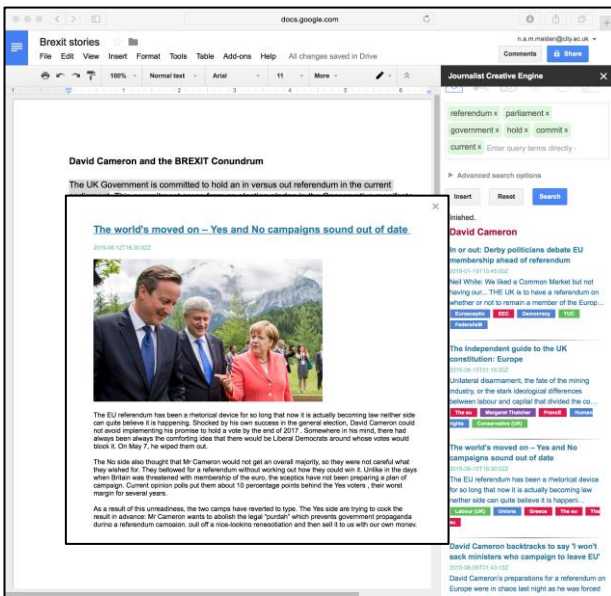 docs.google.com
Brexit stories
n.a.m.maiden@city.ac.uk
File Edit View Insert Format Tools Table Add-ons Help All changes saved in Drive
Comments
Share
100% Normal text Arial 11 More
Journalist Creative Engine
referendum x parliament x
government x hold x commit x
current x Enter query terms directly
Advanced search options
Insert Reset Search
inished.
David Cameron
In or out: Derby politicians debate EU
membership ahead of referendum
2016-01-19T10:45:00Z
Neil White: We liked a Common Market but not
having our... THE UK is to have a referendum on
whether or not to remain a member of the Europ...
Eurosceptic EEC Democracy TUC
Federalism
The Independent guide to the UK
constitution: Europe
2015-06-12T01:15:00Z
Unilateral disarmament, the fate of the mining
industry, or the stark ideological differences
between labour and capital that divided the co...
The eu Margaret Thatcher Francil Human
rights Conservative (UK)
The world's moved on – Yes and No
campaigns sound out of date
2015-06-12T16:30:02Z
The EU referendum has been a rhetorical device
for so long that now it is actually becoming law
neither side can quite believe it is happeni...
Labour (UK) Unions Greece The eu The
eu
David Cameron backtracks to say 'I won't
sack ministers who campaign to leave EU'
2015-06-09T01:43:13Z
David Cameron's preparations for a referendum on
Europe were in chaos last night as he was forced
David Cameron and the BREXIT Conundrum
The UK Government is committed to hold an in versus out referendum in the current
The world's moved on – Yes and No campaigns sound out of date
2015-06-12T16:30:02Z
The EU referendum has been a rhetorical device for so long that now it is actually becoming law neither side
can quite believe it is happening. Shocked by his own success in the general election, David Cameron could
not avoid implementing his promise to hold a vote by the end of 2017 . Somewhere in his mind, there had
always been always the comforting idea that there would be Liberal Democrats around whose votes would
block it. On May 7, he wiped them out.
The No side also thought that Mr Cameron would not get an overall majority, so they were not careful what
they wished for. They bellowed for a referendum without working out how they could win it. Unlike in the days
when Britain was threatened with membership of the euro, the sceptics have not been preparing a plan of
campaign. Current opinion polls put them about 10 percentage points behind the Yes voters , their worst
margin for several years.
As a result of this unreadiness, the two camps have reverted to type. The Yes side are trying to cook the
result in advance: Mr Cameron wants to abolish the legal "purdah" which prevents government propaganda
during a referendum campaign, pull off a nice-looking renegotiation and then sell it to us with our own money.